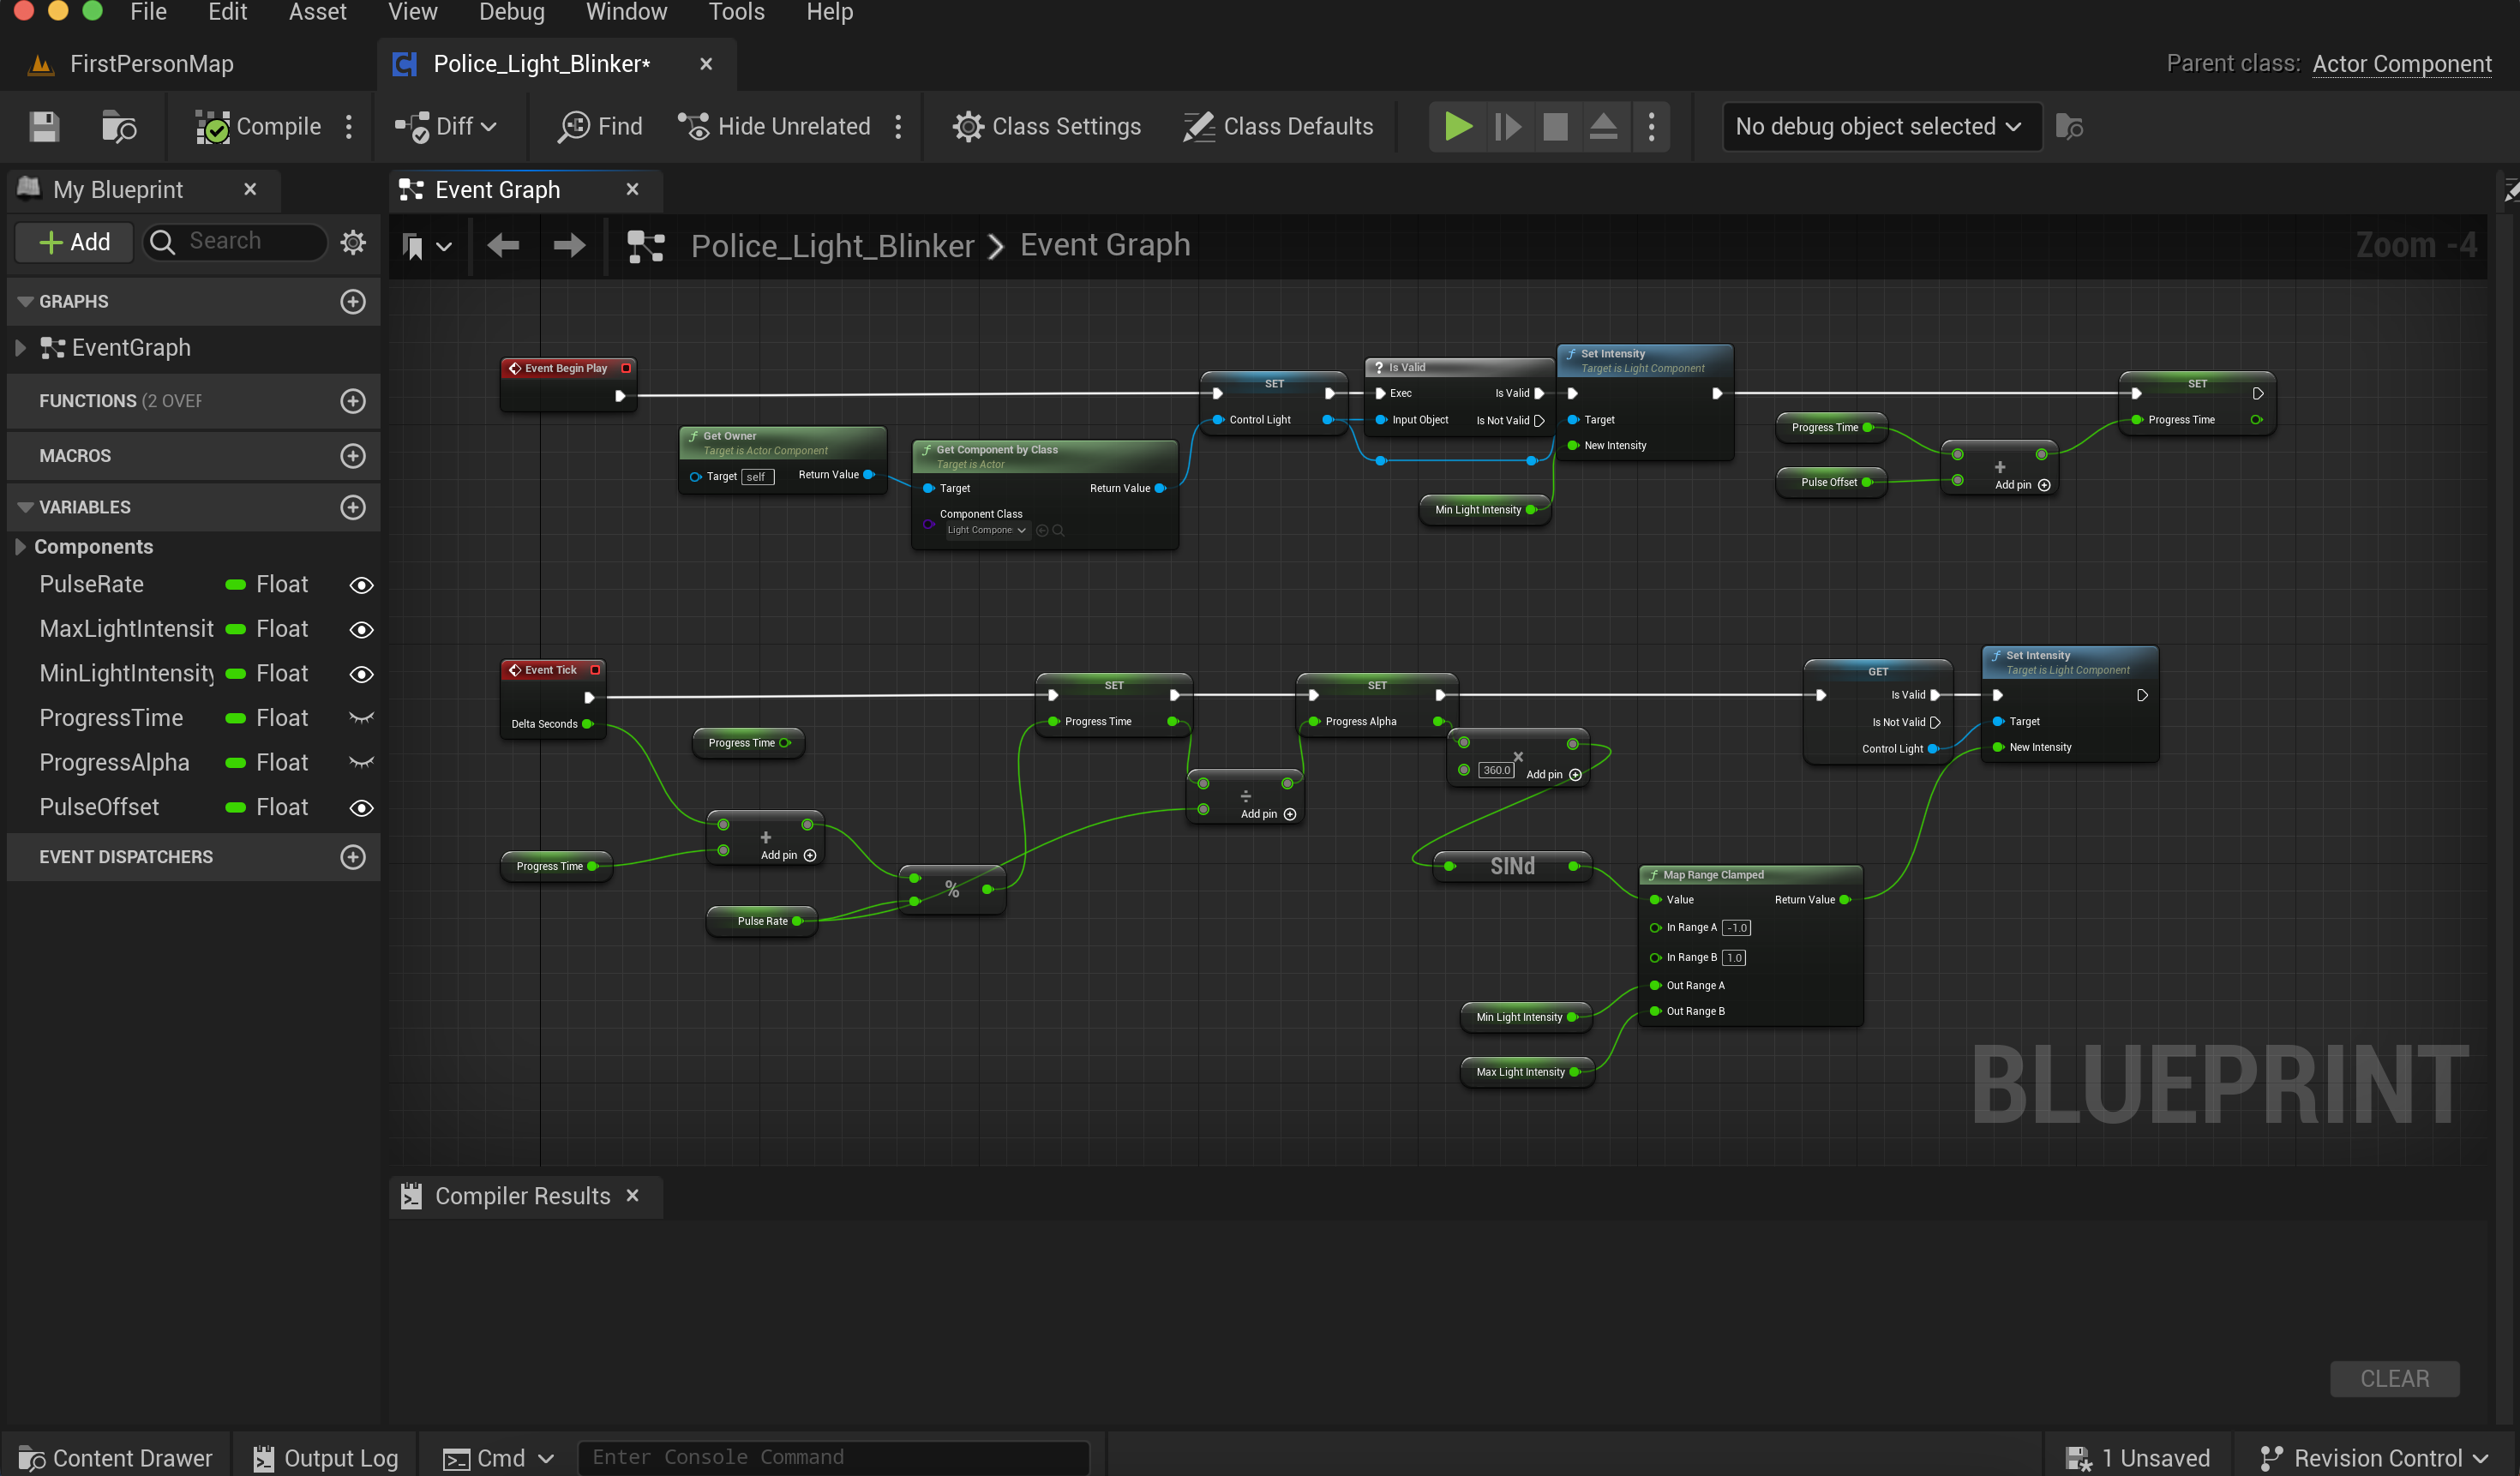 File Edit Asset View Debug Window Tools Help
FirstPersonMap
Police_Light_Blinker*
Parent class: Actor Component
Compile
Diff
Find
Hide Unrelated
Class Settings
Class Defaults
No debug object selected
My Blueprint
Event Graph
Add
Search
Police_Light_Blinker > Event Graph
Zoom -4
GRAPHS
EventGraph
FUNCTIONS (2 OVER
MACROS
VARIABLES
Components
PulseRate Float
MaxLightIntensit Float
MinLightIntensity Float
ProgressTime Float
ProgressAlpha Float
PulseOffset Float
EVENT DISPATCHERS
Event Begin Play
Get Owner
Target is Actor Component
Target self Return Value
Get Component by Class
Target is Actor
Target Return Value
Component Class
Light Compone
SET
Control Light
? Is Valid
Exec Is Valid
Input Object Is Not Valid
Set Intensity
Target is Light Component
Target
New Intensity
Min Light Intensity
Progress Time
Pulse Offset
+
Add pin
SET
Progress Time
Event Tick
Delta Seconds
Progress Time
Progress Time
+
Add pin
Pulse Rate
%
SET
Progress Time
÷
Add pin
SET
Progress Alpha
×
360.0 Add pin
SINd
Map Range Clamped
Value Return Value
In Range A -1.0
In Range B 1.0
Out Range A
Out Range B
Min Light Intensity
Max Light Intensity
GET
Is Valid
Is Not Valid
Control Light
Set Intensity
Target is Light Component
Target
New Intensity
BLUEPRINT
Compiler Results
CLEAR
Content Drawer
Output Log
Cmd
Enter Console Command
1 Unsaved
Revision Control